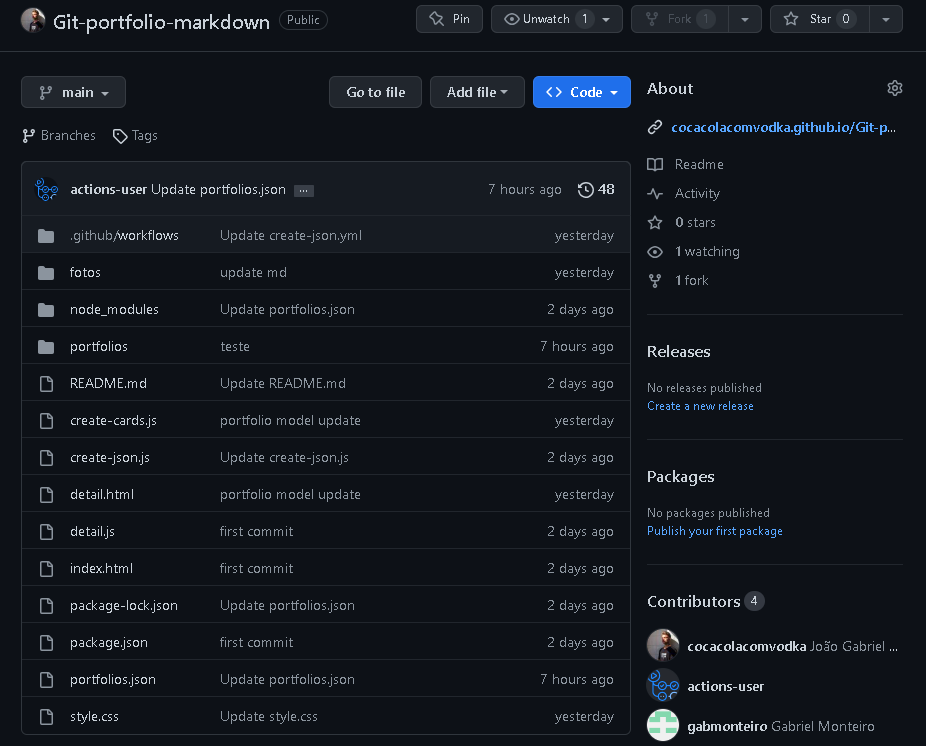 Git-portfolio-markdown Public Pin Unwatch 1 Fork 1 Star 0
main Go to file Add file Code
Branches Tags
actions-user Update portfolios.json ... 7 hours ago 48
.github/workflows Update create-json.yml yesterday
fotos update md yesterday
node_modules Update portfolios.json 2 days ago
portfolios teste 7 hours ago
README.md Update README.md 2 days ago
create-cards.js portfolio model update yesterday
create-json.js Update create-json.js 2 days ago
detail.html portfolio model update yesterday
detail.js first commit 2 days ago
index.html first commit 2 days ago
package-lock.json Update portfolios.json 2 days ago
package.json first commit 2 days ago
portfolios.json Update portfolios.json 7 hours ago
style.css Update style.css yesterday
About
cocacolacomvodka.github.io/Git-p...
Readme
Activity
0 stars
1 watching
1 fork
Releases
No releases published
Create a new release
Packages
No packages published
Publish your first package
Contributors 4
cocacolacomvodka João Gabriel ...
actions-user
gabmonteiro Gabriel Monteiro